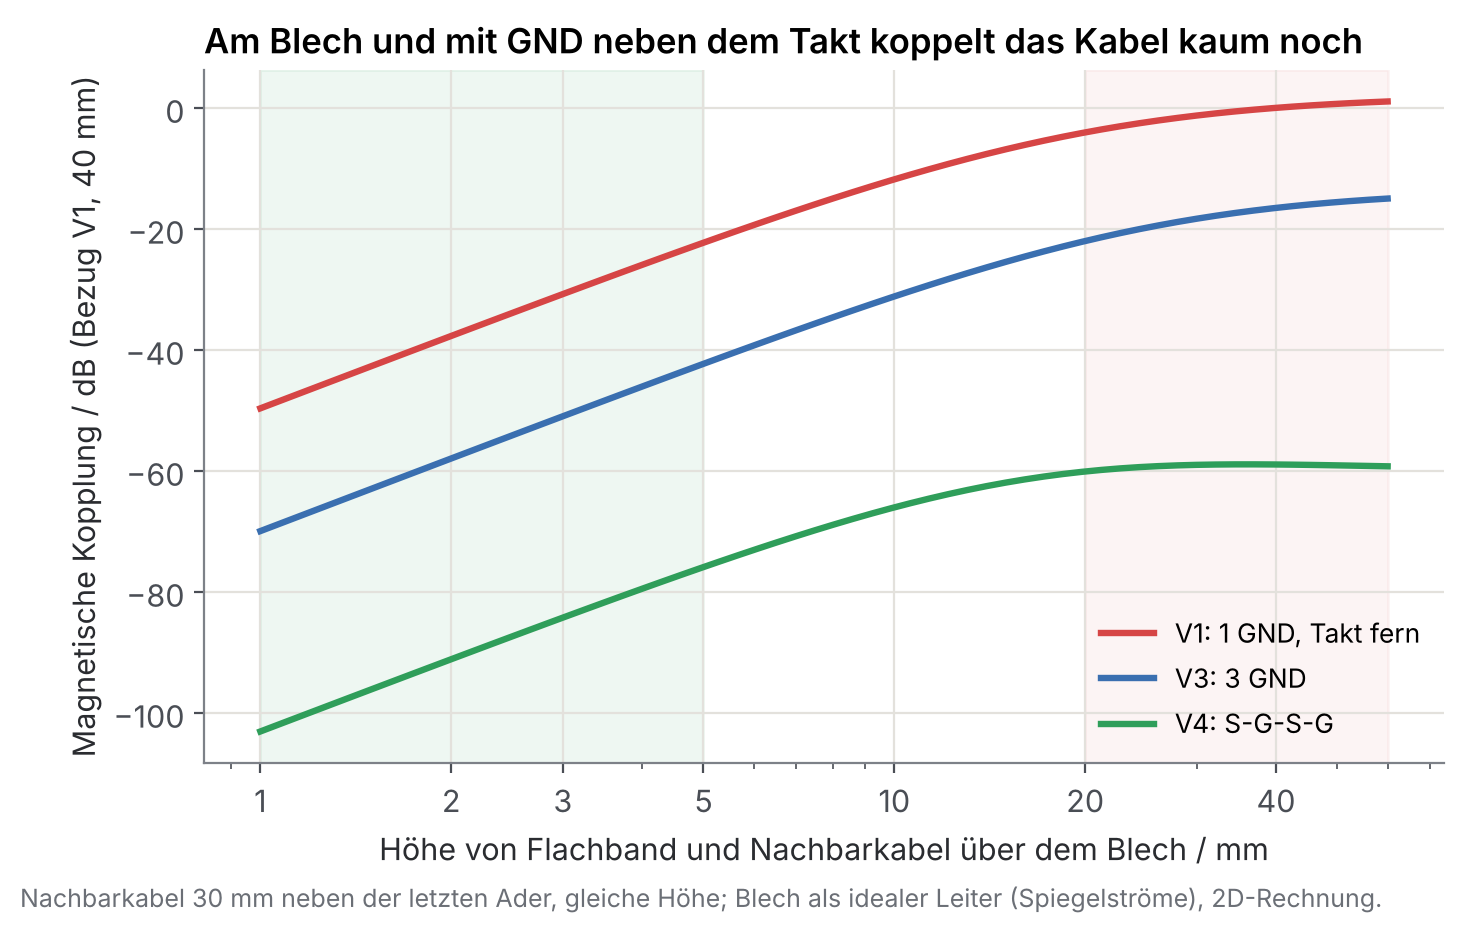 Am Blech und mit GND neben dem Takt koppelt das Kabel kaum noch
Magnetische Kopplung / dB (Bezug V1, 40 mm)
0
−20
−40
−60
−80
−100
V1: 1 GND, Takt fern
V3: 3 GND
V4: S-G-S-G
1
2
3
5
10
20
40
Höhe von Flachband und Nachbarkabel über dem Blech / mm
Nachbarkabel 30 mm neben der letzten Ader, gleiche Höhe; Blech als idealer Leiter (Spiegelströme), 2D-Rechnung.